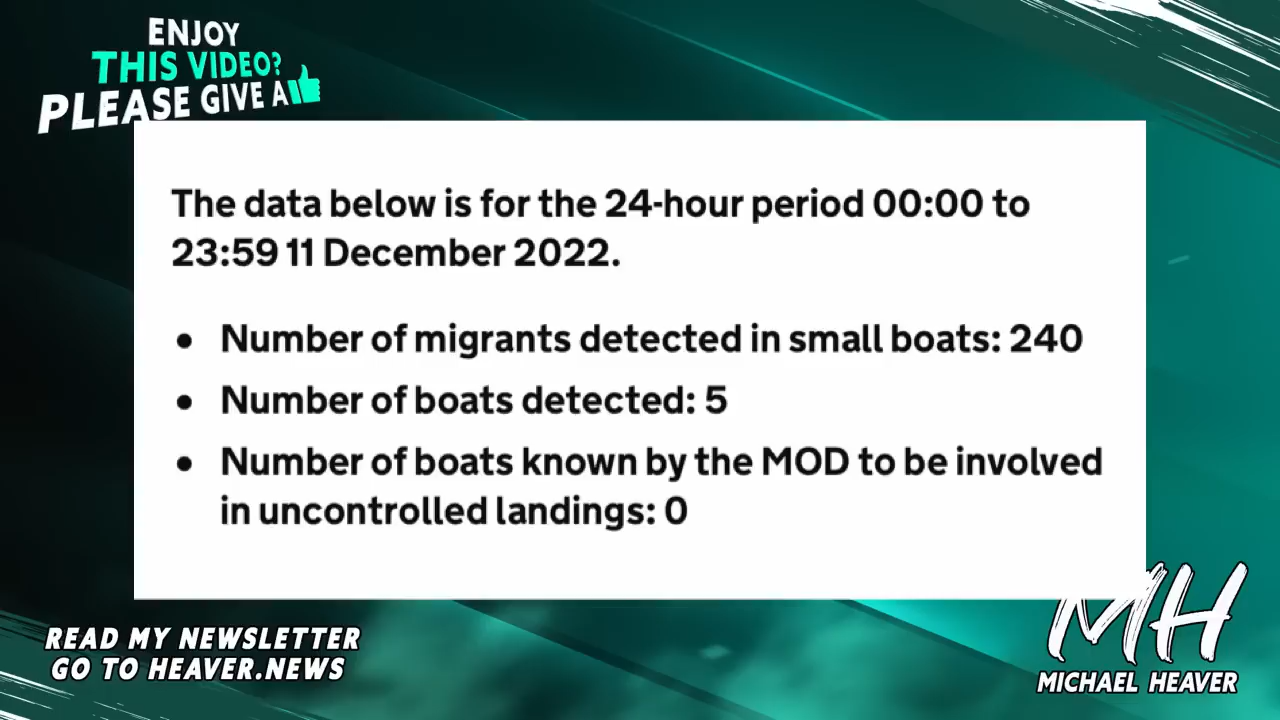 ENJOY
THIS VIDEO?
PLEASE GIVE A
The data below is for the 24-hour period 00:00 to
23:59 11 December 2022.
• Number of migrants detected in small boats: 240
• Number of boats detected: 5
• Number of boats known by the MOD to be involved
in uncontrolled landings: 0
READ MY NEWSLETTER
GO TO HEAVER.NEWS
MH
MICHAEL HEAVER